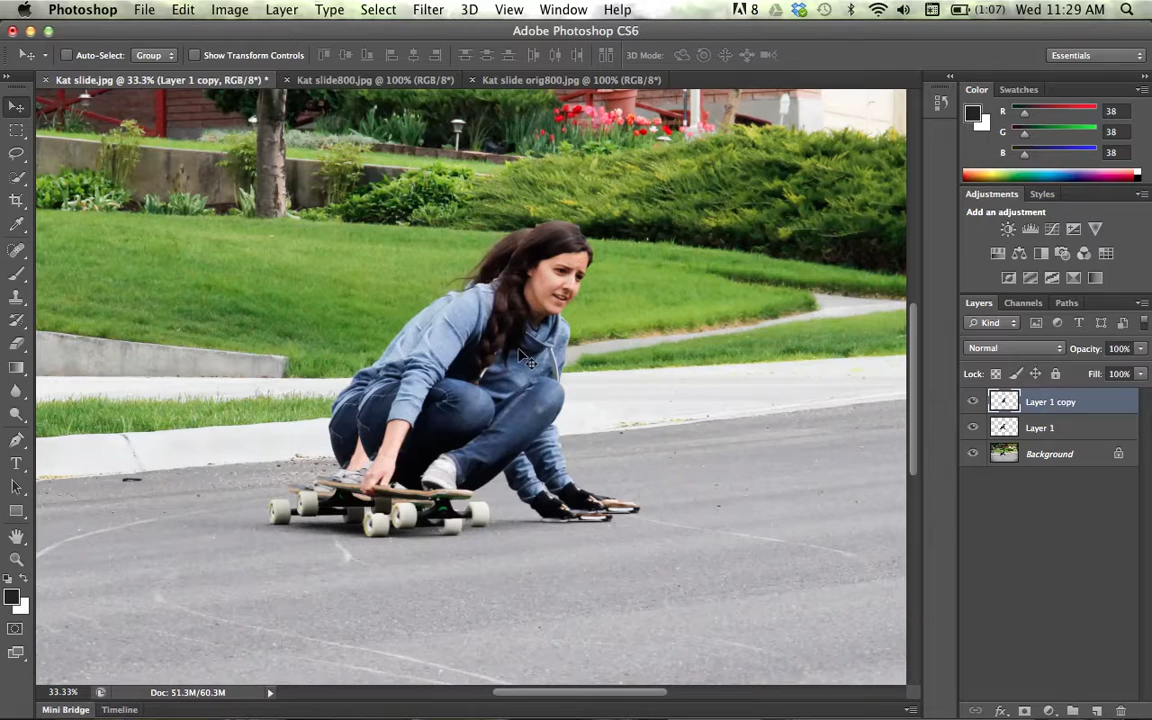 Photoshop File Edit Image Layer Type Select Filter 3D View Window Help 8 (1:07) Wed 11:29 AM
Adobe Photoshop CS6
Auto-Select: Group Show Transform Controls 3D Mode: Essentials
Kat slide.jpg @ 33.3% (Layer 1 copy, RGB/8*) * Kat slide800.jpg @ 100% (RGB/8*) Kat slide orig800.jpg @ 100% (RGB/8*)
Color Swatches
R 38
G 38
B 38
Adjustments Styles
Add an adjustment
Layers Channels Paths
Kind
Normal Opacity: 100%
Lock: Fill: 100%
Layer 1 copy
Layer 1
Background
33.33% Doc: 51.3M/60.3M
Mini Bridge Timeline